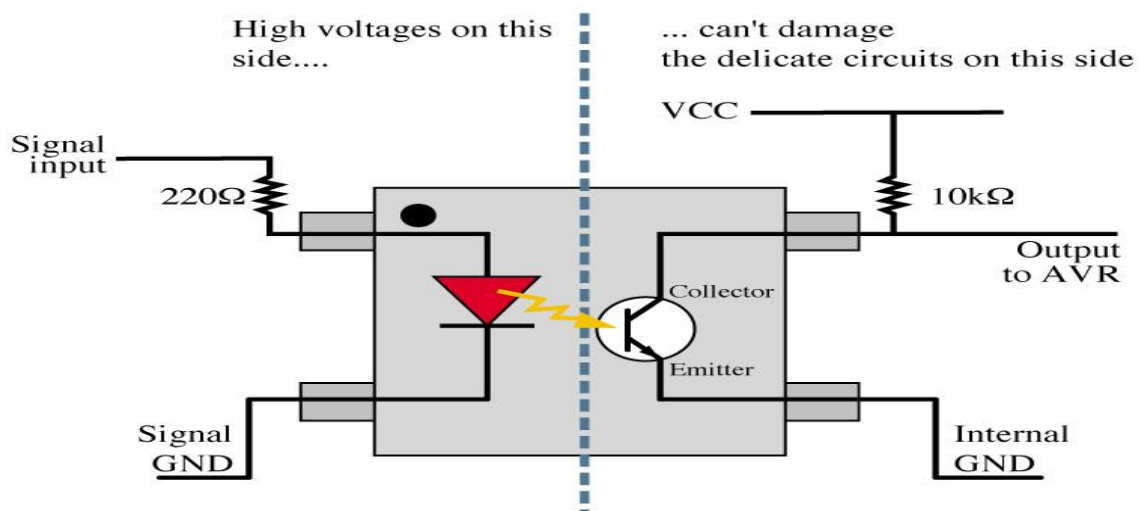 High voltages on this
side....
... can't damage
the delicate circuits on this side
VCC
Signal
input
220Ω
10kΩ
Output
to AVR
Collector
Emitter
Signal
GND
Internal
GND